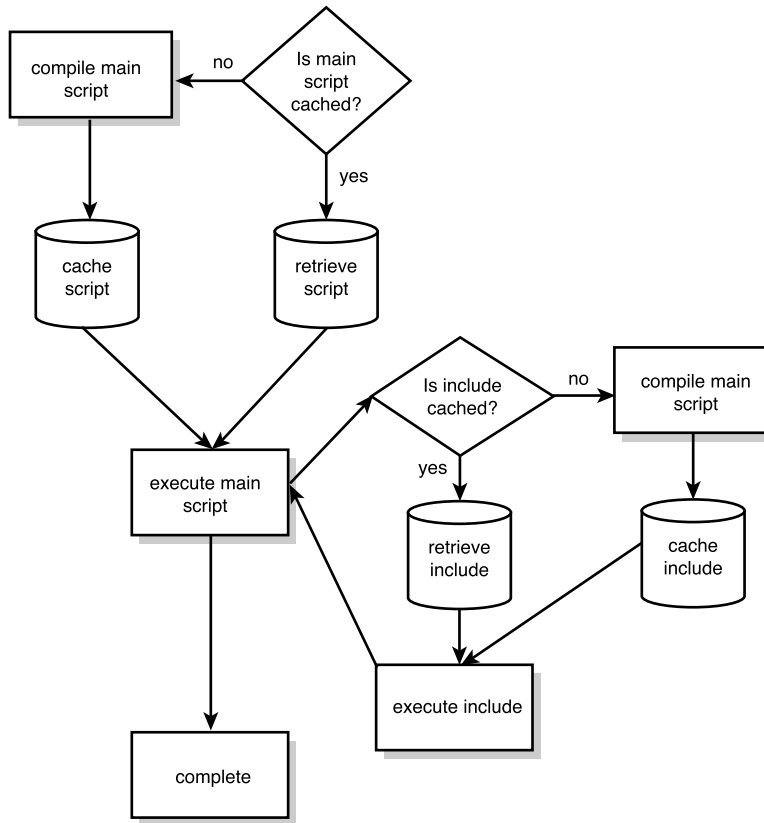 Is main
script
cached?
no
compile main
script
yes
cache
script
retrieve
script
Is include
cached?
no
compile main
script
yes
execute main
script
retrieve
include
cache
include
execute include
complete